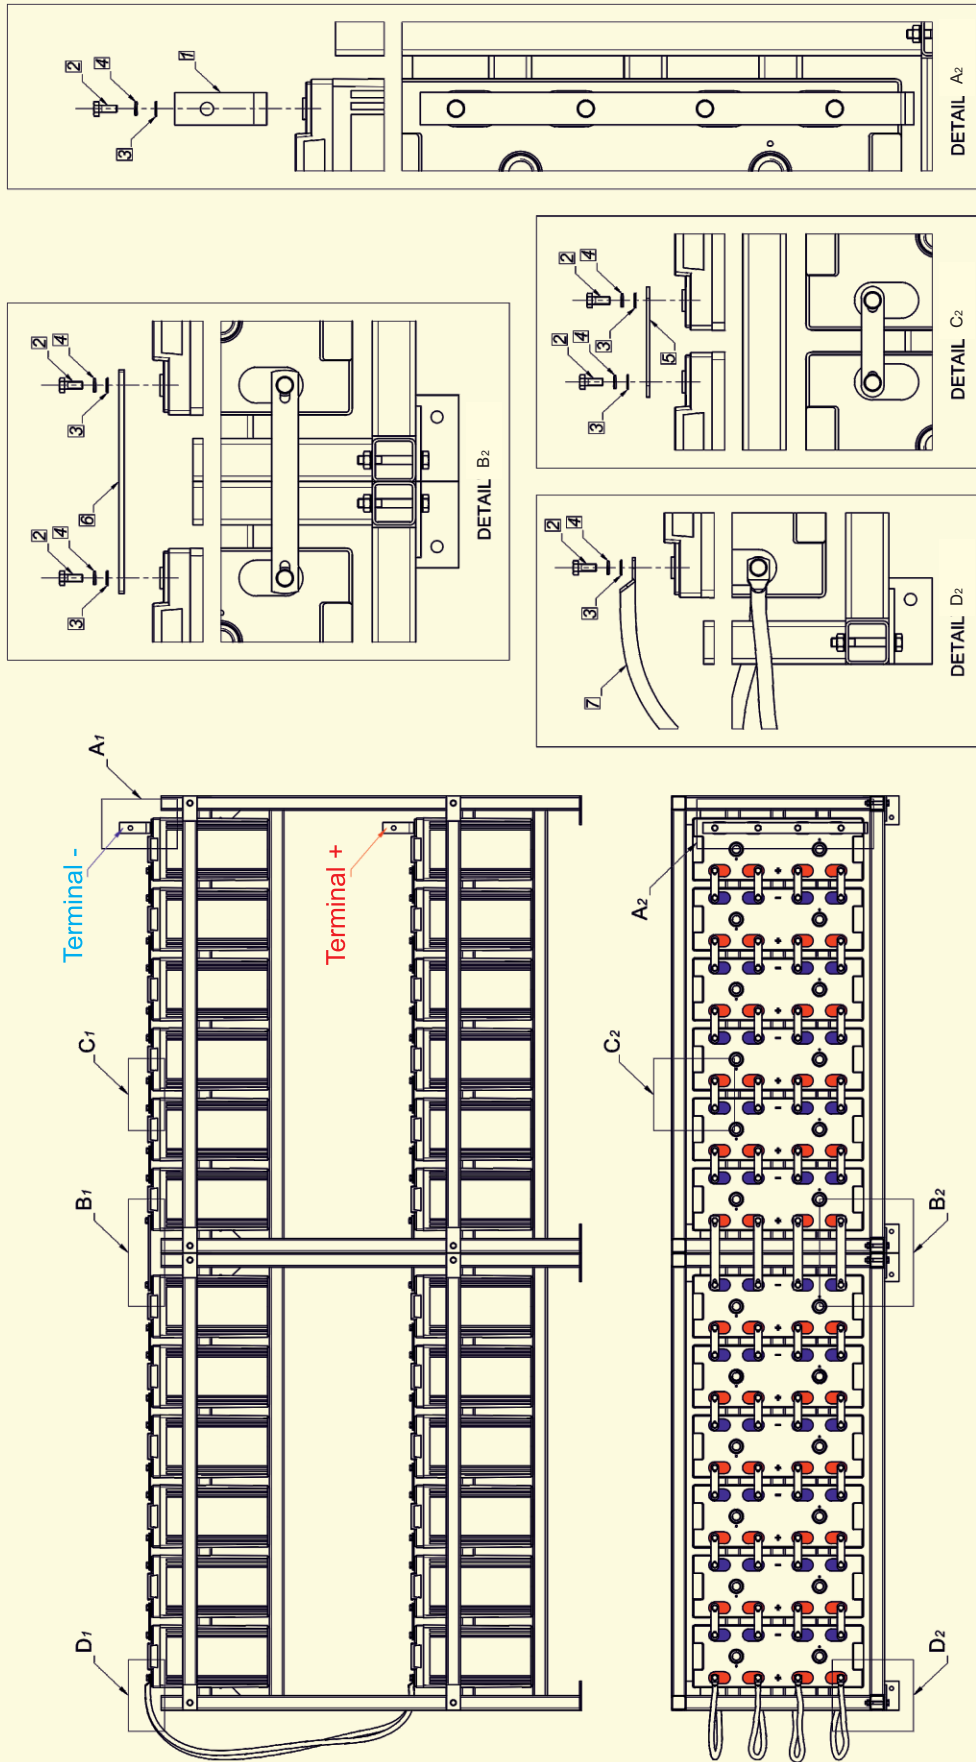 D1
B1
C1
A1
Terminal -
Terminal +
A2
C2
+ - + - + - + - + - + - + - + - + - + - + - +
D2
B2
2
4
3
6
2
4
3
DETAIL B2
2
4
3
1
DETAIL A2
2
4
3
7
DETAIL D2
2
4
3
2
4
3
5
DETAIL C2